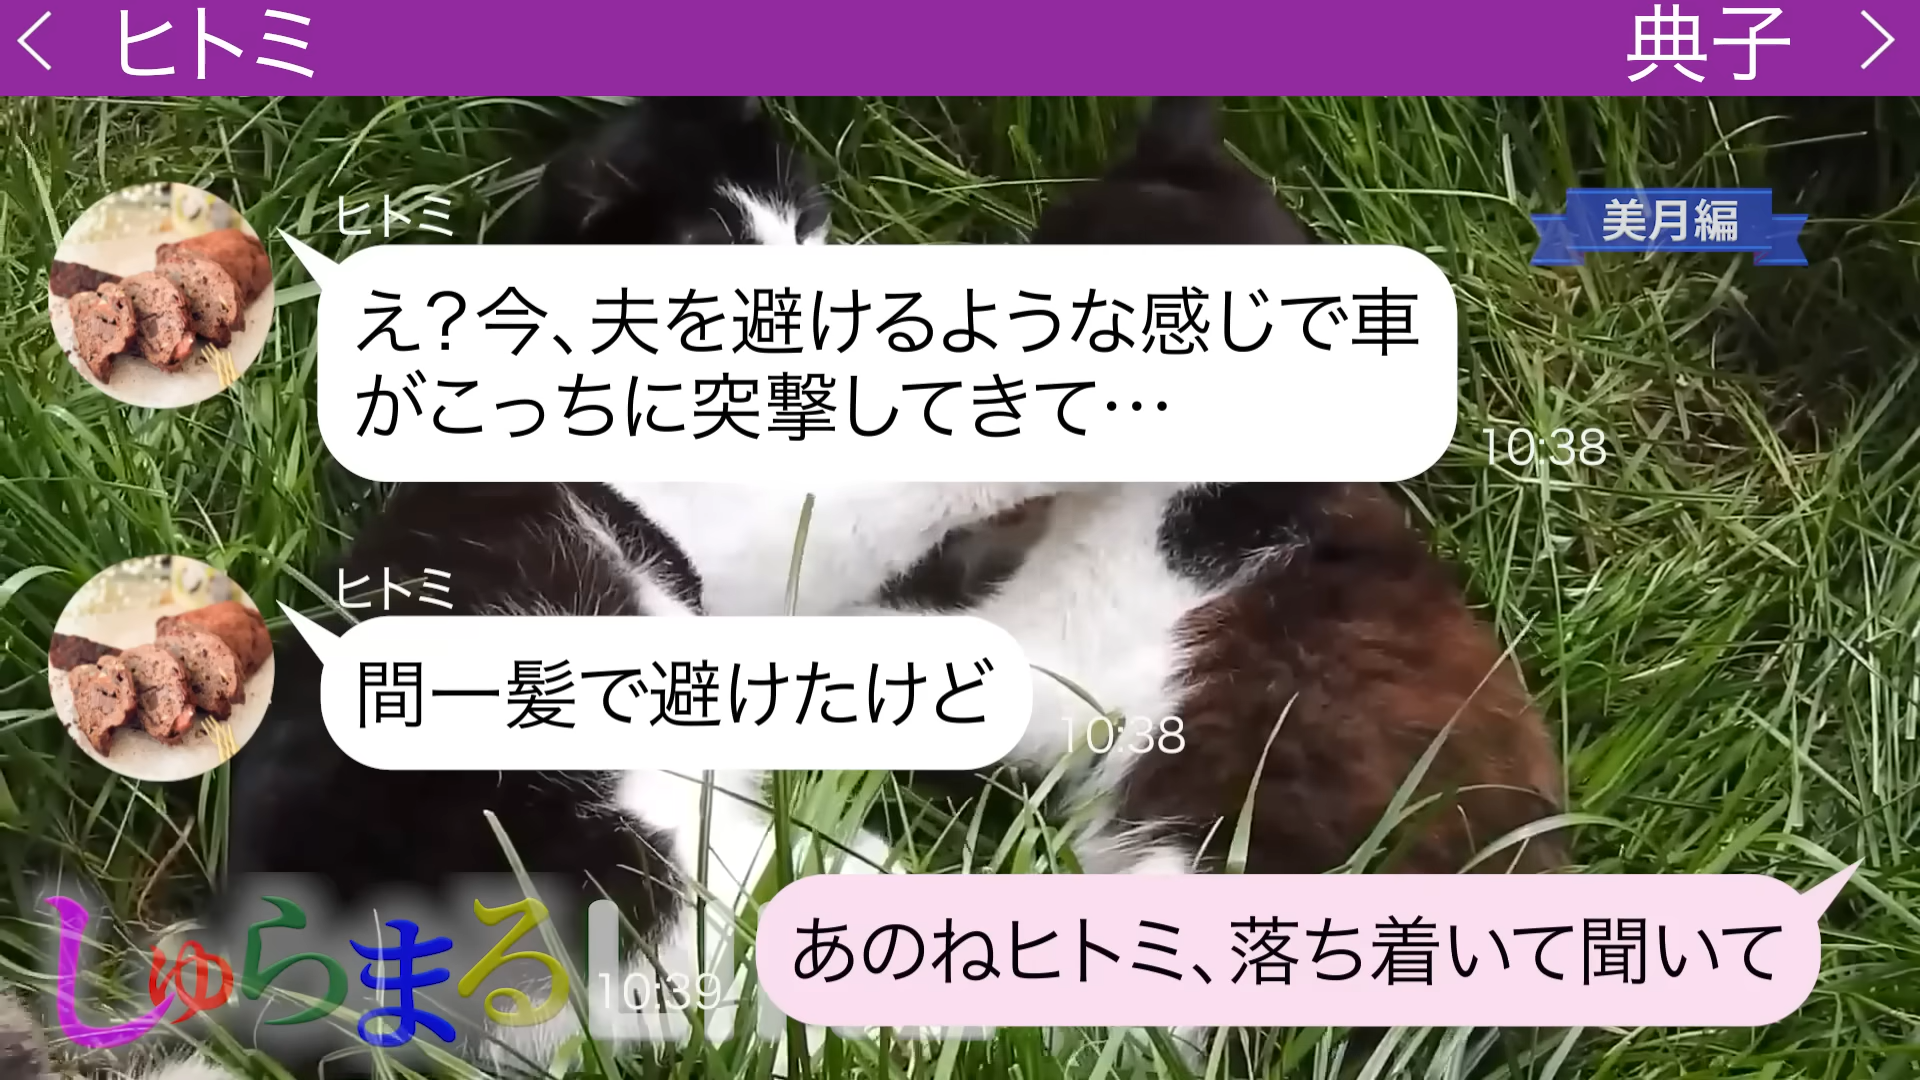 ヒトミ
典子
美月編
ヒトミ
え？今、夫を避けるような感じで車
がこっちに突撃してきて…
10:38
ヒトミ
間一髪で避けたけど
10:38
あのねヒトミ、落ち着いて聞いて
10:39
しゅらまる